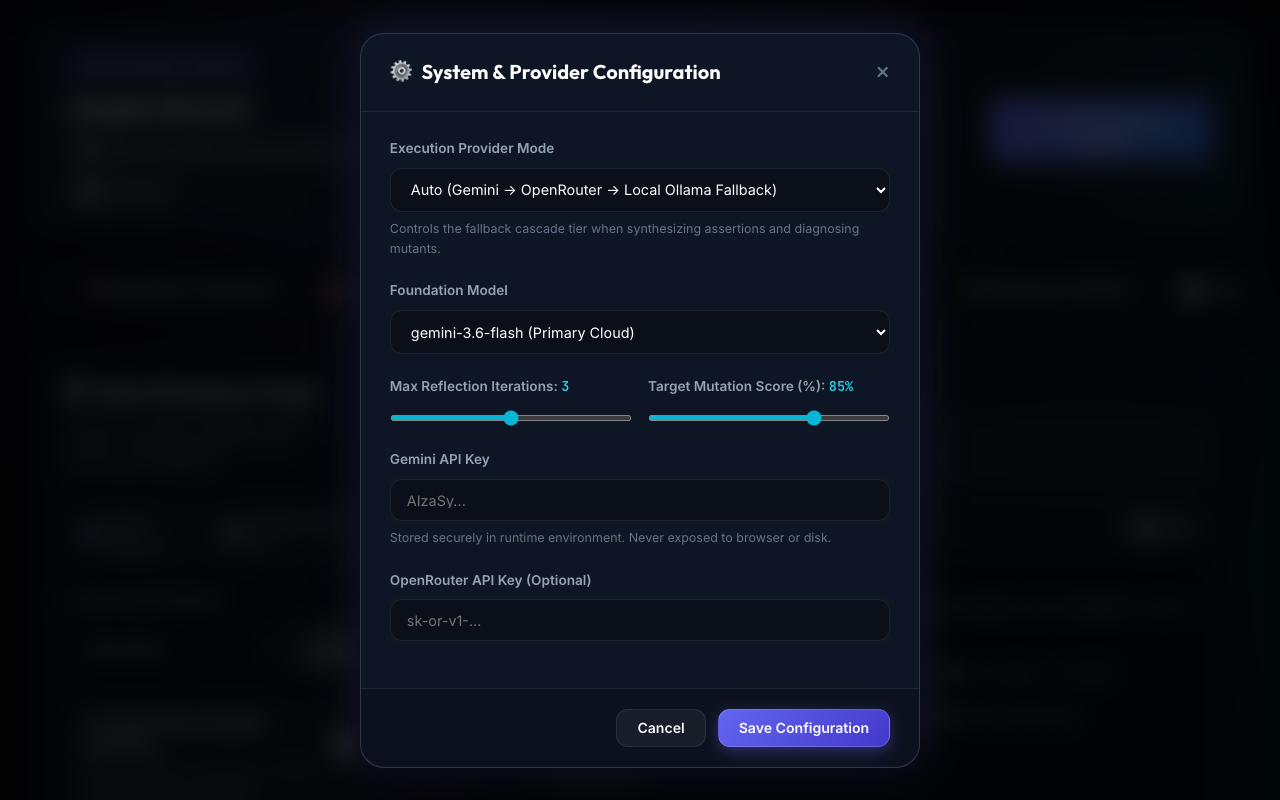 ⚙️ System & Provider Configuration
×
Execution Provider Mode
Auto (Gemini → OpenRouter → Local Ollama Fallback)
Controls the fallback cascade tier when synthesizing assertions and diagnosing
mutants.
Foundation Model
gemini-3.6-flash (Primary Cloud)
Max Reflection Iterations: 3
Target Mutation Score (%): 85%
Gemini API Key
AIzaSy...
Stored securely in runtime environment. Never exposed to browser or disk.
OpenRouter API Key (Optional)
sk-or-v1-...
Cancel
Save Configuration